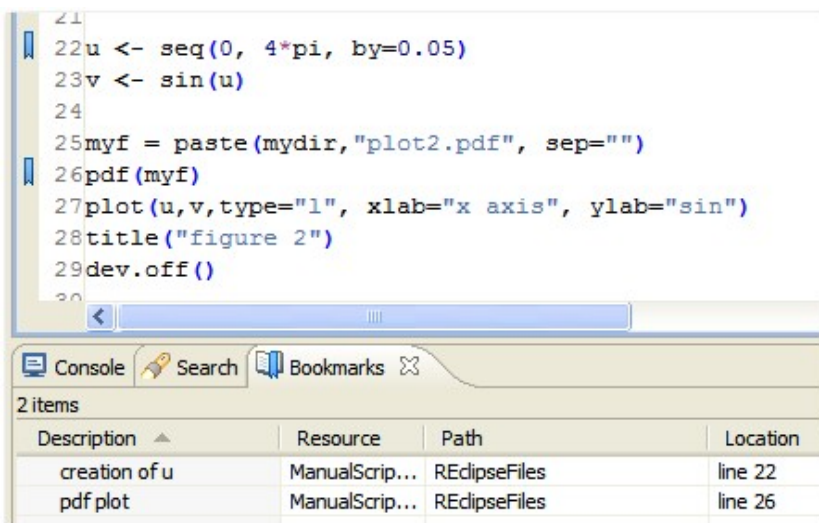 21
22 u <- seq(0, 4*pi, by=0.05)
23 v <- sin(u)
24
25 myf = paste(mydir,"plot2.pdf", sep="")
26 pdf(myf)
27 plot(u,v,type="l", xlab="x axis", ylab="sin")
28 title("figure 2")
29 dev.off()
30
Console Search Bookmarks
2 items
Description Resource Path Location
creation of u ManualScrip... REclipseFiles line 22
pdf plot ManualScrip... REclipseFiles line 26